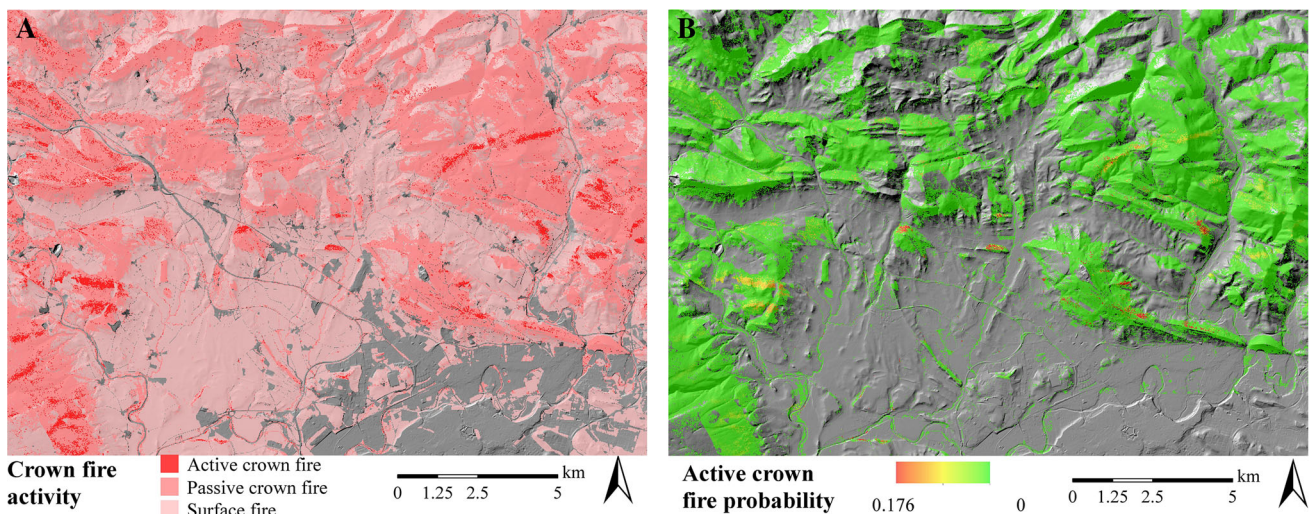 A
B
Crown fire
activity
Active crown fire
Passive crown fire
Surface fire
km
0 1.25 2.5 5
Active crown
fire probability
0.176 0
km
0 1.25 2.5 5